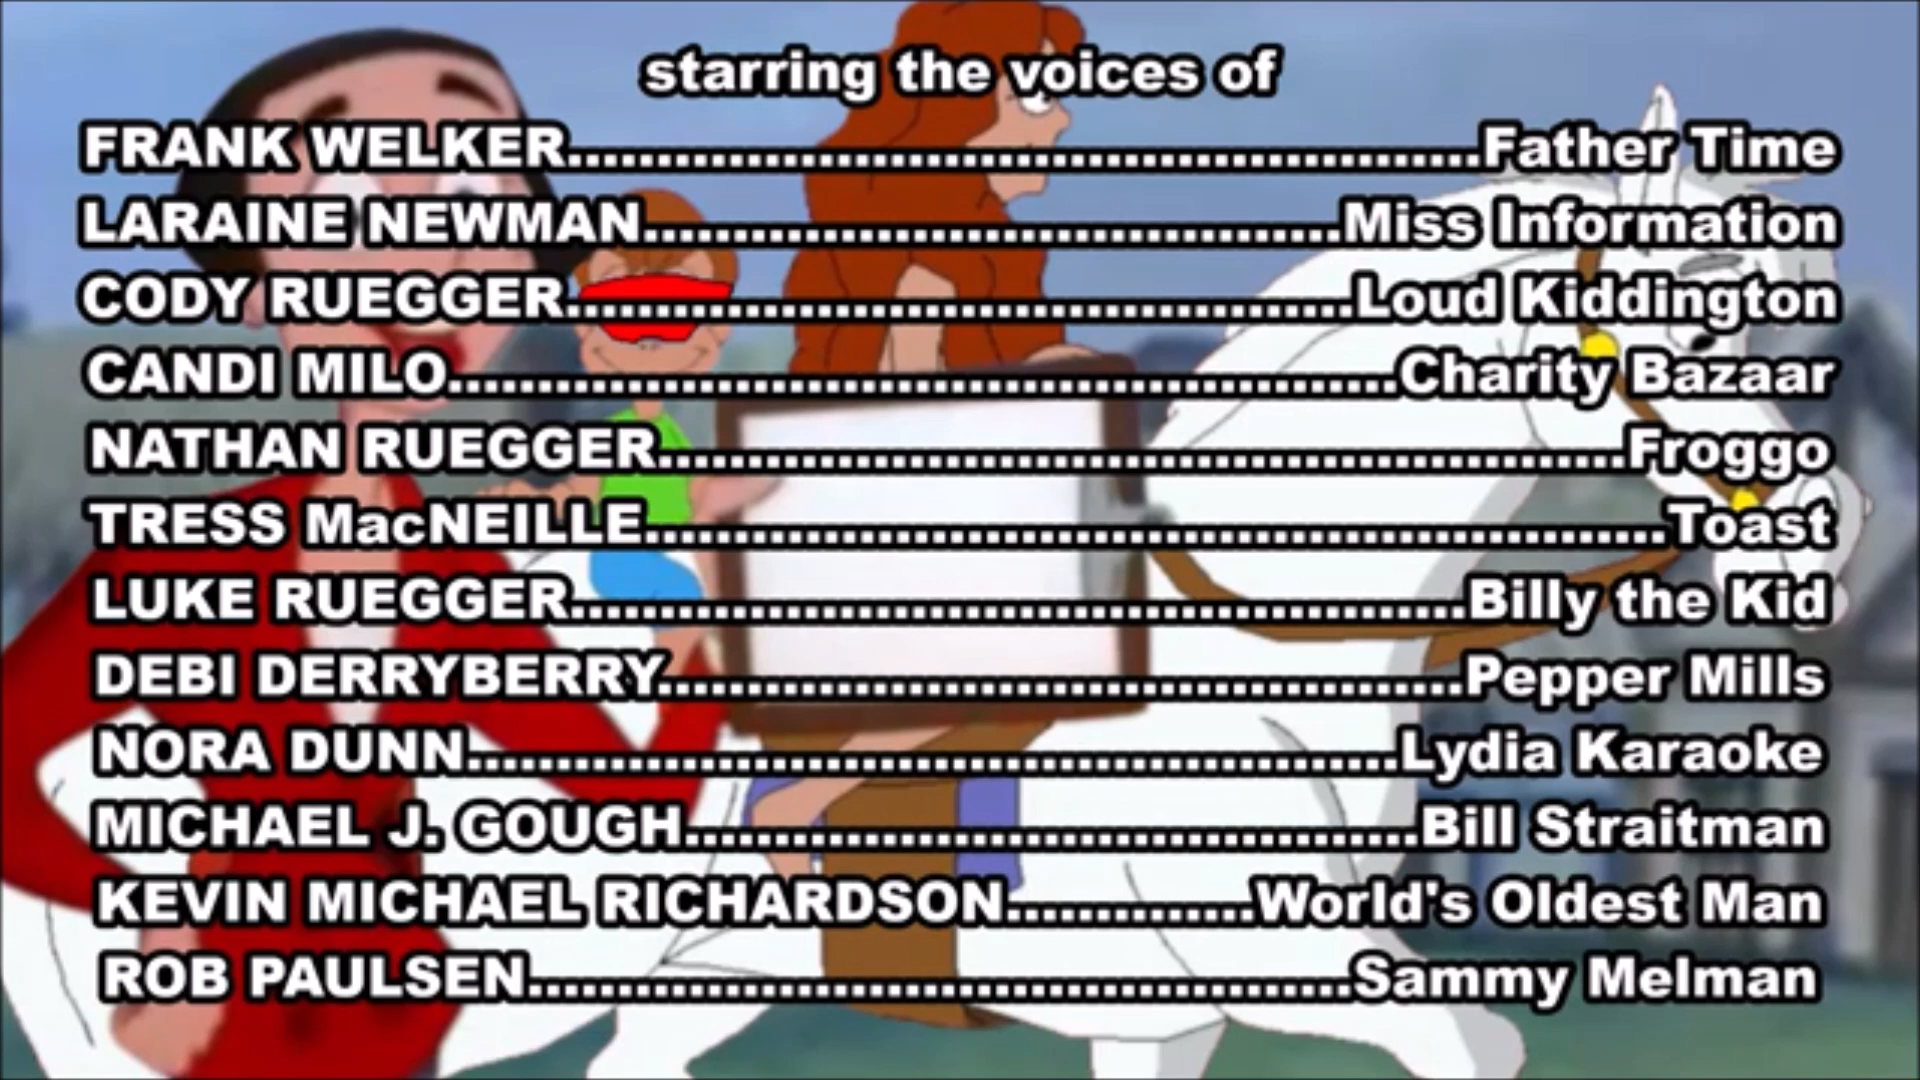 starring the voices of
FRANK WELKER....................................................Father Time
LARAINE NEWMAN.......................................Miss Information
CODY RUEGGER............................................Loud Kiddington
CANDI MILO.....................................................Charity Bazaar
NATHAN RUEGGER......................................................Froggo
TRESS MacNEILLE.........................................................Toast
LUKE RUEGGER..................................................Billy the Kid
DEBI DERRYBERRY.............................................Pepper Mills
NORA DUNN....................................................Lydia Karaoke
MICHAEL J. GOUGH.........................................Bill Straitman
KEVIN MICHAEL RICHARDSON..............World's Oldest Man
ROB PAULSEN..............................................Sammy Melman